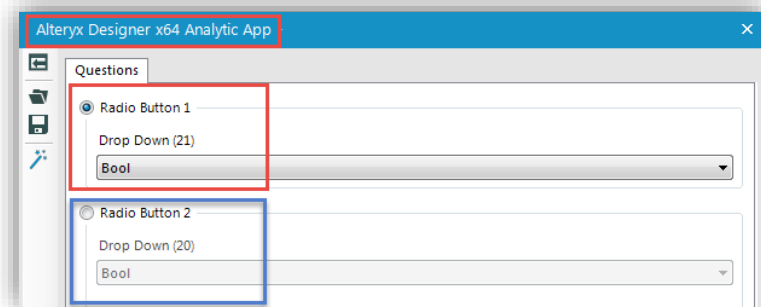 Alteryx Designer x64 Analytic App
Questions
Radio Button 1
Drop Down (21)
Bool
Radio Button 2
Drop Down (20)
Bool